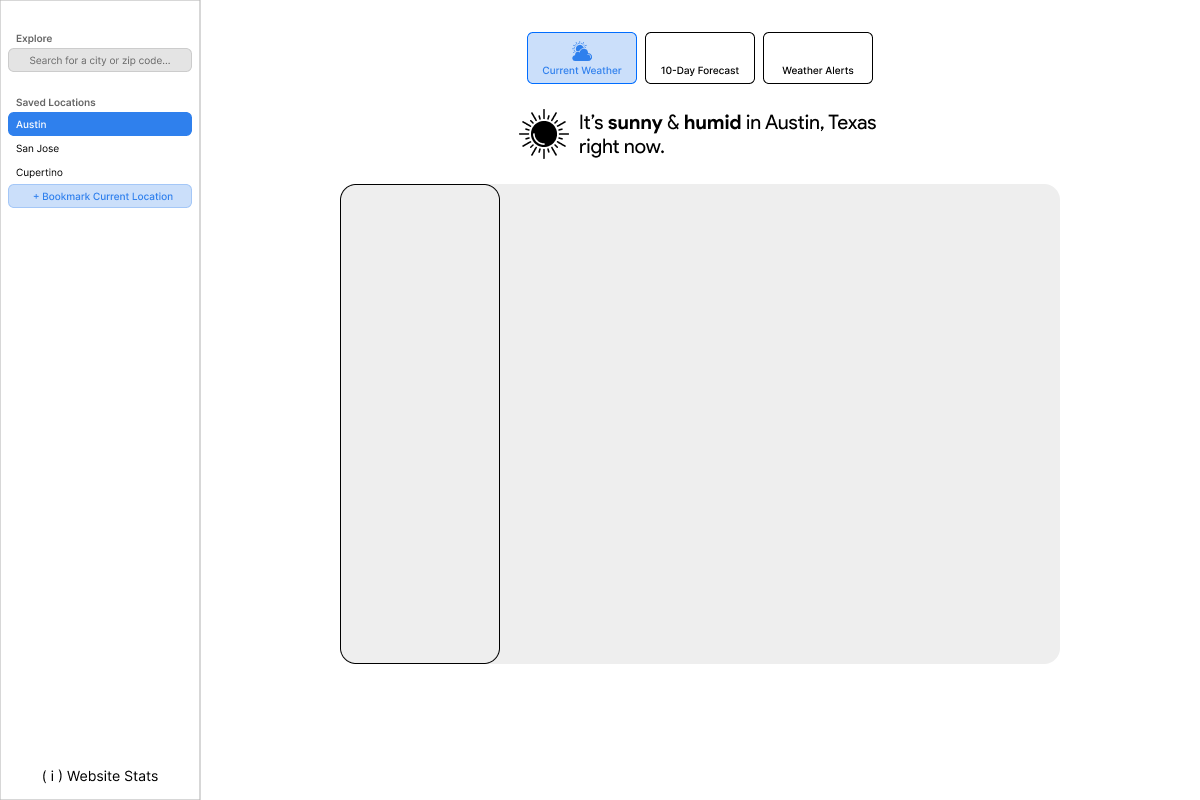 Explore
Search for a city or zip code...
Saved Locations
Austin
San Jose
Cupertino
+ Bookmark Current Location
( i ) Website Stats
Current Weather
10-Day Forecast
Weather Alerts
It’s sunny & humid in Austin, Texas
right now.